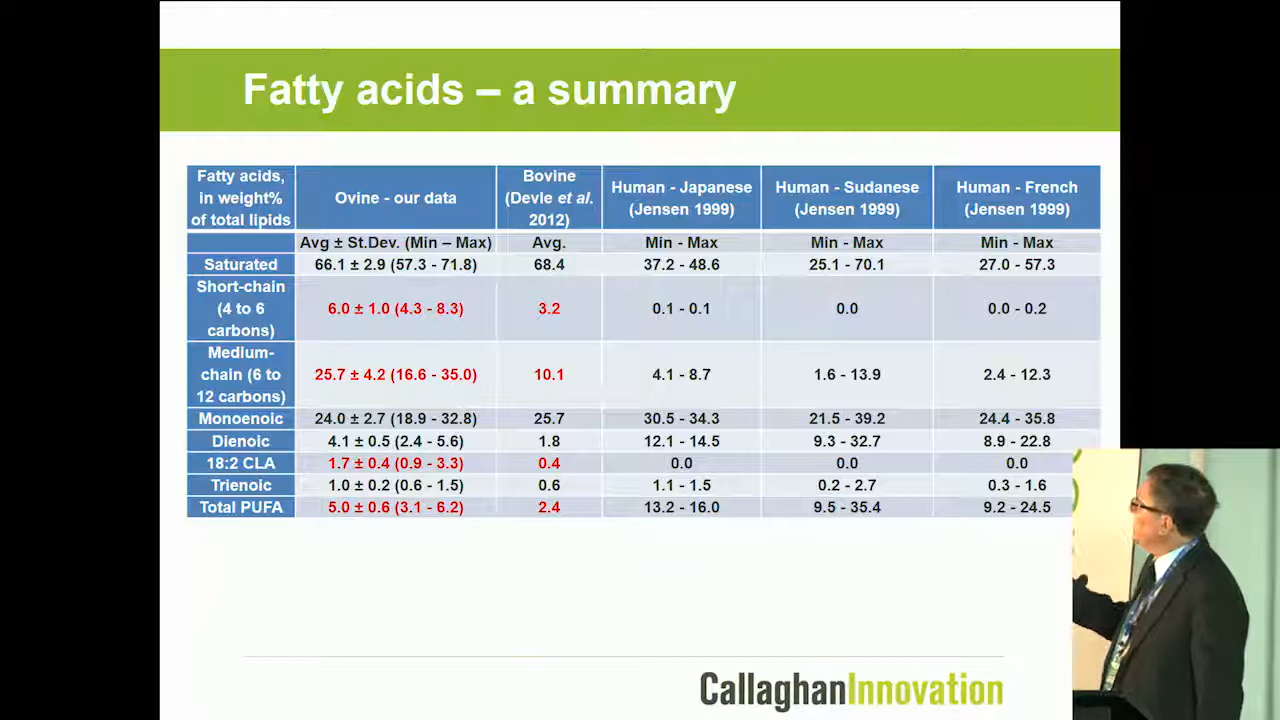 Fatty acids – a summary
Fatty acids, in weight% of total lipids | Ovine - our data | Bovine (Devle et al. 2012) | Human - Japanese (Jensen 1999) | Human - Sudanese (Jensen 1999) | Human - French (Jensen 1999)
Avg ± St.Dev. (Min – Max) | Avg. | Min - Max | Min - Max | Min - Max
Saturated | 66.1 ± 2.9 (57.3 - 71.8) | 68.4 | 37.2 - 48.6 | 25.1 - 70.1 | 27.0 - 57.3
Short-chain (4 to 6 carbons) | 6.0 ± 1.0 (4.3 - 8.3) | 3.2 | 0.1 - 0.1 | 0.0 | 0.0 - 0.2
Medium-chain (6 to 12 carbons) | 25.7 ± 4.2 (16.6 - 35.0) | 10.1 | 4.1 - 8.7 | 1.6 - 13.9 | 2.4 - 12.3
Monoenoic | 24.0 ± 2.7 (18.9 - 32.8) | 25.7 | 30.5 - 34.3 | 21.5 - 39.2 | 24.4 - 35.8
Dienoic | 4.1 ± 0.5 (2.4 - 5.6) | 1.8 | 12.1 - 14.5 | 9.3 - 32.7 | 8.9 - 22.8
18:2 CLA | 1.7 ± 0.4 (0.9 - 3.3) | 0.4 | 0.0 | 0.0 | 0.0
Trienoic | 1.0 ± 0.2 (0.6 - 1.5) | 0.6 | 1.1 - 1.5 | 0.2 - 2.7 | 0.3 - 1.6
Total PUFA | 5.0 ± 0.6 (3.1 - 6.2) | 2.4 | 13.2 - 16.0 | 9.5 - 35.4 | 9.2 - 24.5
CallaghanInnovation